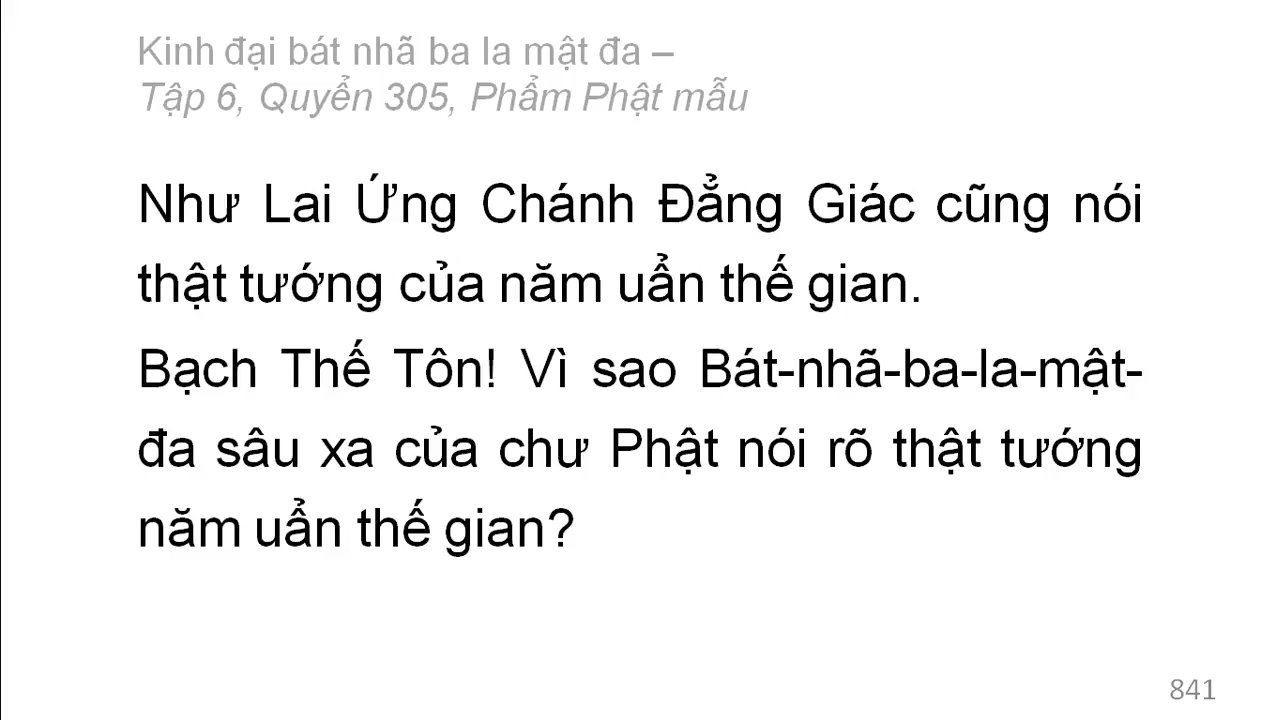 Kinh đại bát nhã ba la mật đa –
Tập 6, Quyển 305, Phẩm Phật mẫu
Như Lai Ứng Chánh Đẳng Giác cũng nói
thật tướng của năm uẩn thế gian.
Bạch Thế Tôn! Vì sao Bát-nhã-ba-la-mật-
đa sâu xa của chư Phật nói rõ thật tướng
năm uẩn thế gian?
841